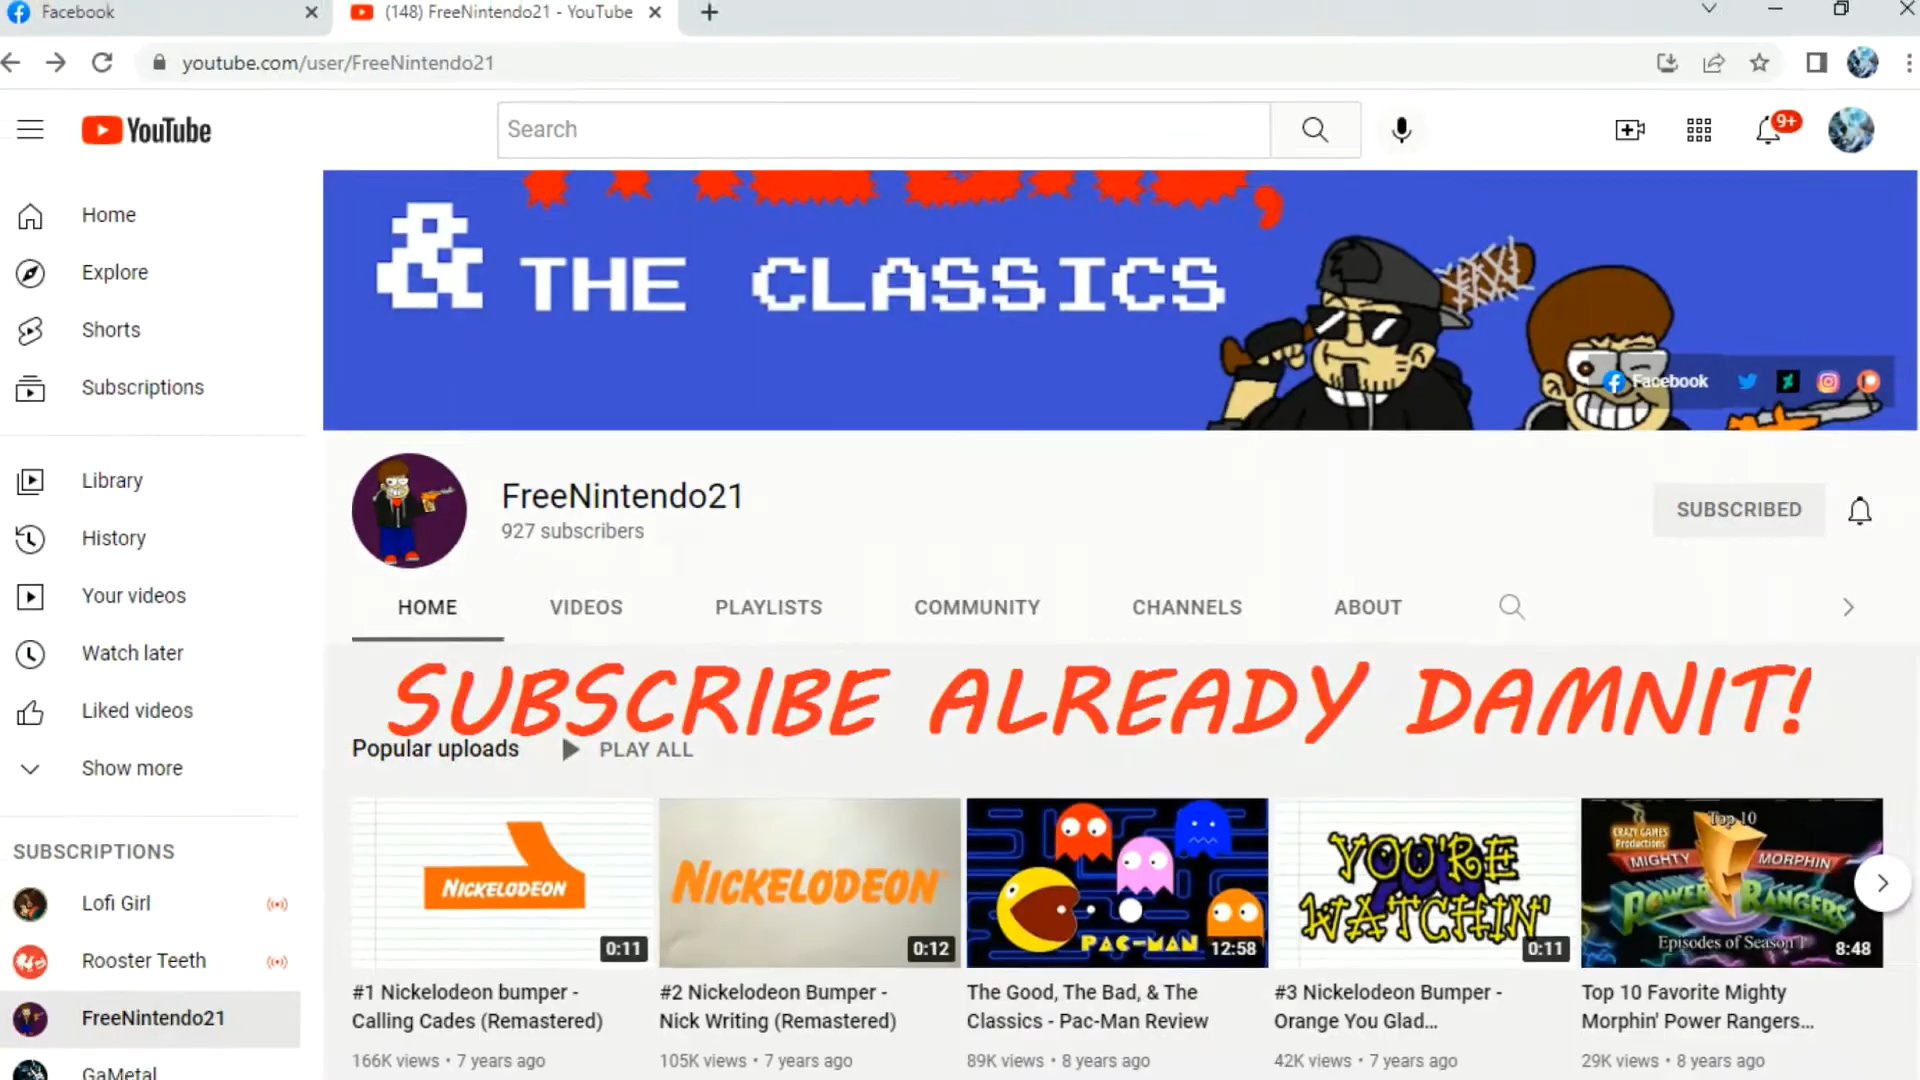 Facebook
(148) FreeNintendo21 - YouTube
youtube.com/user/FreeNintendo21
YouTube
Search
9+
Home
Explore
Shorts
Subscriptions
Library
History
Your videos
Watch later
Liked videos
Show more
SUBSCRIPTIONS
Lofi Girl
Rooster Teeth
FreeNintendo21
GaMetal
& THE CLASSICS
Facebook
FreeNintendo21
927 subscribers
SUBSCRIBED
HOME VIDEOS PLAYLISTS COMMUNITY CHANNELS ABOUT
SUBSCRIBE ALREADY DAMNIT!
Popular uploads PLAY ALL
NICKELODEON
0:11
#1 Nickelodeon bumper -
Calling Cades (Remastered)
166K views • 7 years ago
NICKELODEON
0:12
#2 Nickelodeon Bumper -
Nick Writing (Remastered)
105K views • 7 years ago
PAC-MAN
12:58
The Good, The Bad, & The
Classics - Pac-Man Review
89K views • 8 years ago
YOU'RE
WATCHIN'
0:11
#3 Nickelodeon Bumper -
Orange You Glad...
42K views • 7 years ago
Top 10
CRAZY GAMES
Productions
MIGHTY MORPHIN
POWER RANGERS
Episodes of Season 1
8:48
Top 10 Favorite Mighty
Morphin' Power Rangers...
29K views • 8 years ago